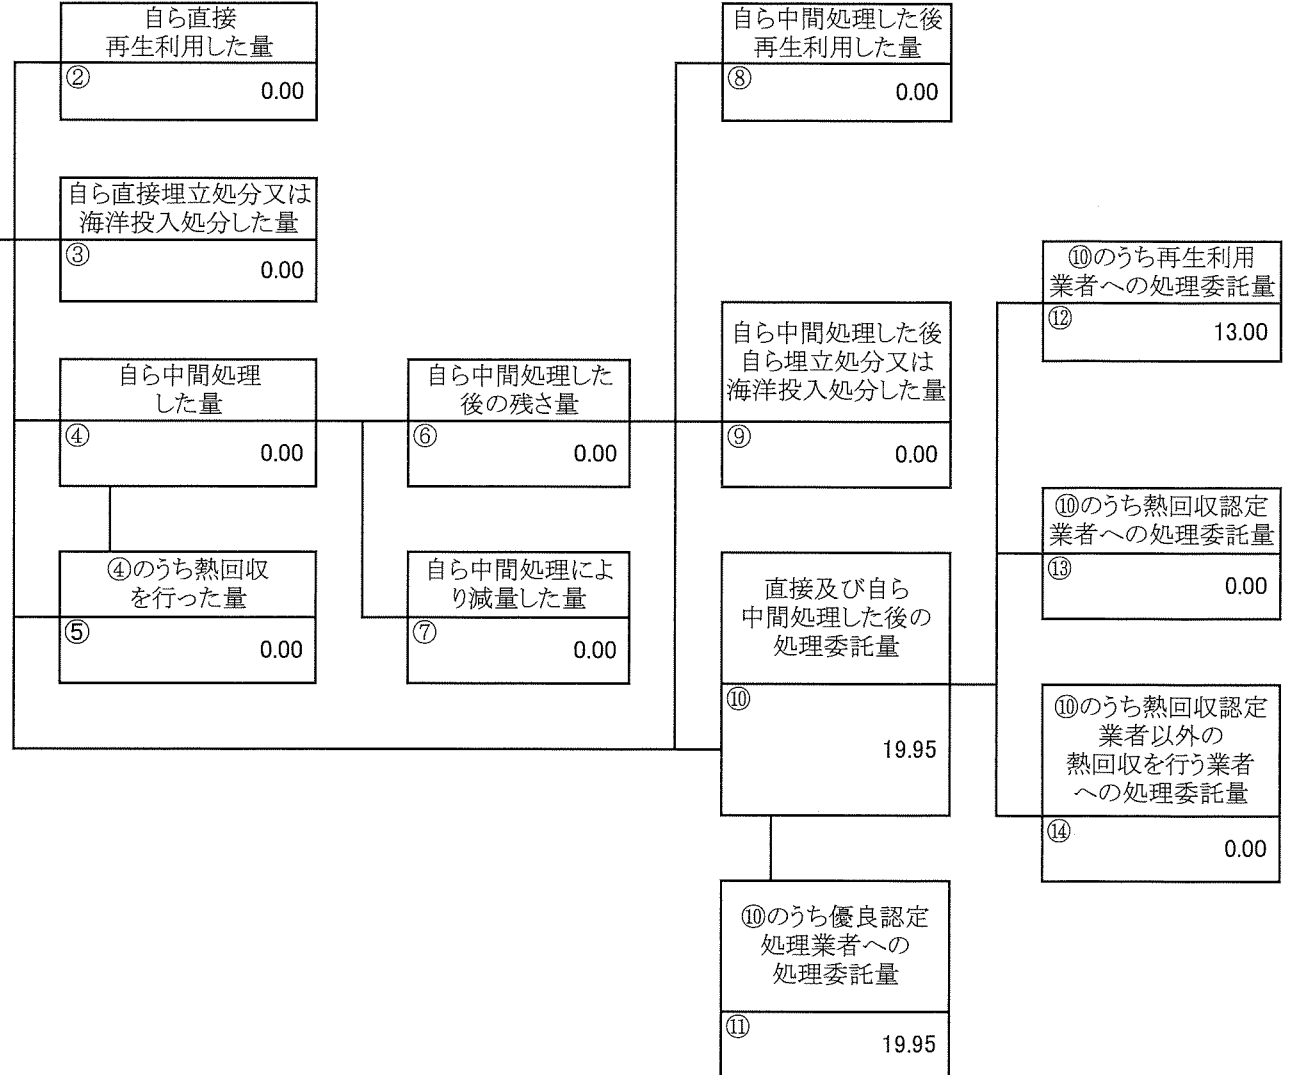 自ら直接
再生利用した量
②
0.00
自ら直接埋立処分又は
海洋投入処分した量
③
0.00
自ら中間処理
した量
④
0.00
④のうち熱回収
を行った量
⑤
0.00
自ら中間処理した
後の残さ量
⑥
0.00
自ら中間処理によ
り減量した量
⑦
0.00
自ら中間処理した後
再生利用した量
⑧
0.00
自ら中間処理した後
自ら埋立処分又は
海洋投入処分した量
⑨
0.00
直接及び自ら
中間処理した後の
処理委託量
⑩
19.95
⑩のうち優良認定
処理業者への
処理委託量
⑪
19.95
⑩のうち再生利用
業者への処理委託量
⑫
13.00
⑩のうち熱回収認定
業者への処理委託量
⑬
0.00
⑩のうち熱回収認定
業者以外の
熱回収を行う業者
への処理委託量
⑭
0.00